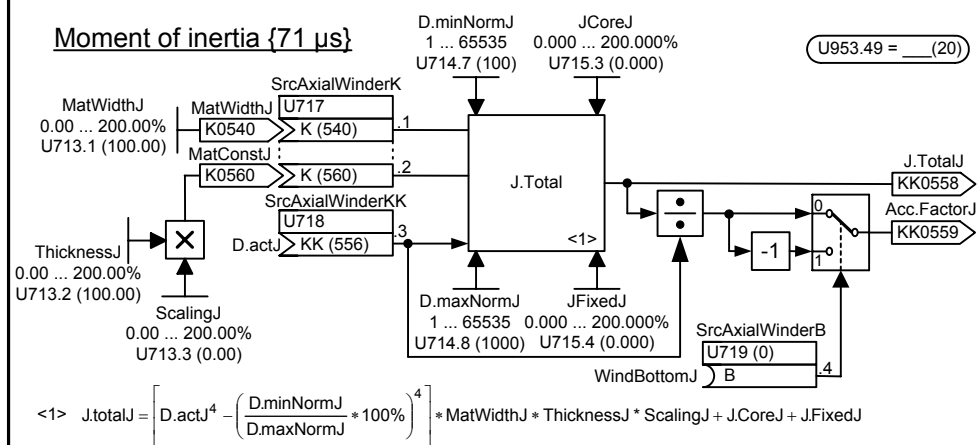 Moment of inertia {71 µs}
D.minNormJ
1 ... 65535
U714.7 (100)
JCoreJ
0.000 ... 200.000%
U715.3 (0.000)
U953.49 = ___(20)
MatWidthJ
0.00 ... 200.00%
U713.1 (100.00)
MatWidthJ
K0540
SrcAxialWinderK
U717
K (540)
.1
MatConstJ
K0560
K (560)
.2
J.Total
<1>
SrcAxialWinderKK
U718
D.actJ
KK (556)
.3
ThicknessJ
0.00 ... 200.00%
U713.2 (100.00)
×
ScalingJ
0.00 ... 200.00%
U713.3 (0.00)
D.maxNormJ
1 ... 65535
U714.8 (1000)
JFixedJ
0.000 ... 200.000%
U715.4 (0.000)
÷
-1
0
1
J.TotalJ
KK0558
Acc.FactorJ
KK0559
SrcAxialWinderB
U719 (0)
WindBottomJ
B
.4
<1> J.totalJ = [D.actJ⁴ − (D.minNormJ / D.maxNormJ * 100%)⁴] * MatWidthJ * ThicknessJ * ScalingJ + J.CoreJ + J.FixedJ